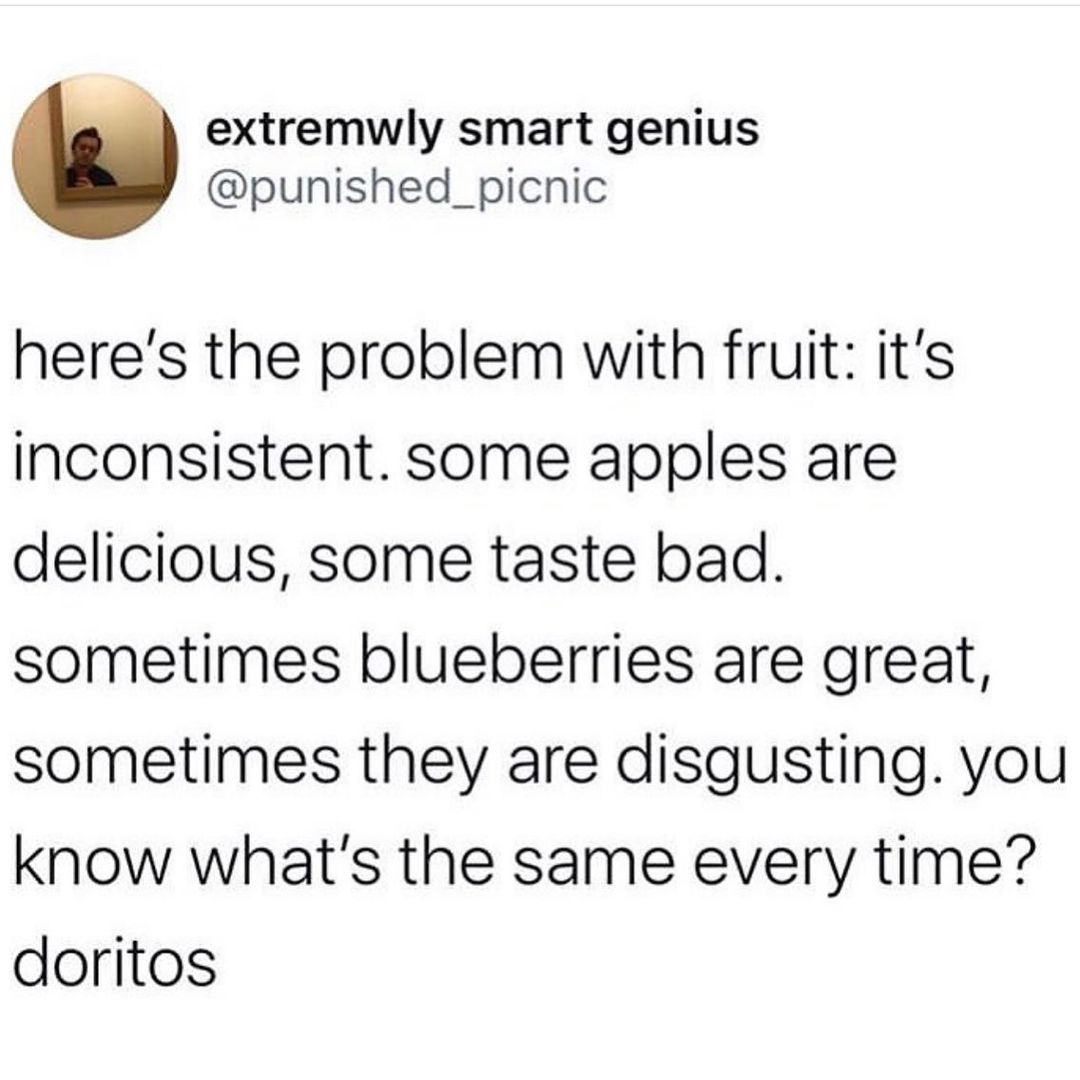 extremwly smart genius
@punished_picnic
here's the problem with fruit: it's
inconsistent. some apples are
delicious, some taste bad.
sometimes blueberries are great,
sometimes they are disgusting. you
know what's the same every time?
doritos